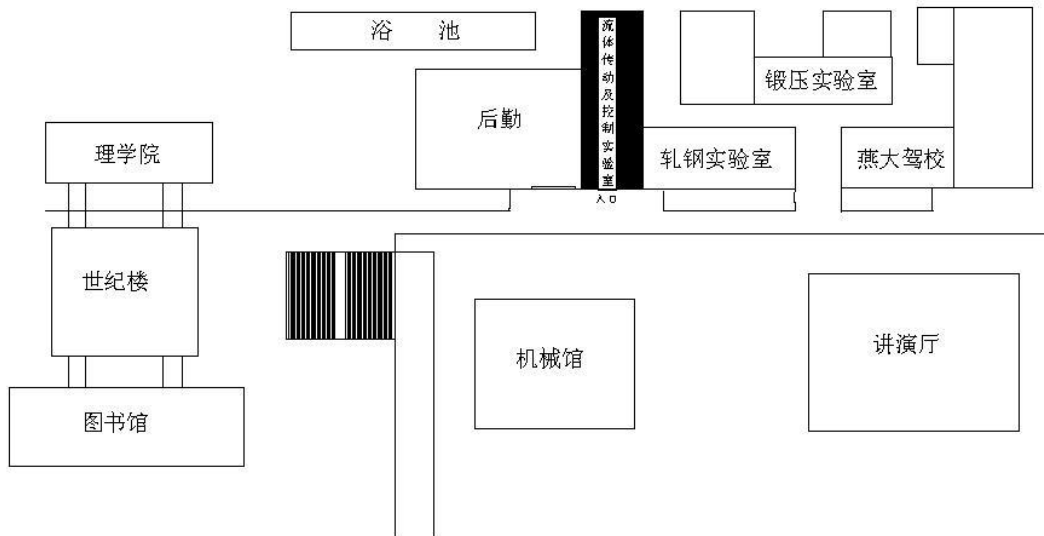 浴 池
流体传动及控制实验室
锻压实验室
后勤
理学院
轧钢实验室
燕大驾校
入口
世纪楼
机械馆
讲演厅
图书馆